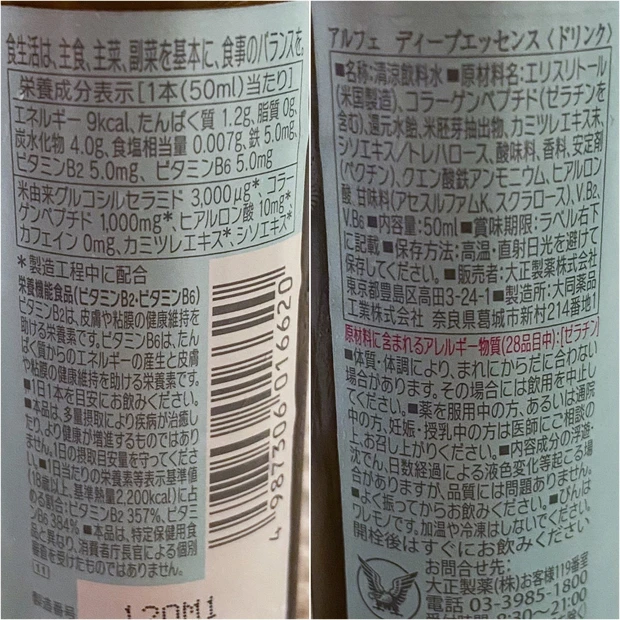 食生活は、主食、主菜、副菜を基本に、食事のバランスを。
栄養成分表示[1本(50ml)当たり]
エネルギー 9kcal、たんぱく質 1.2g、脂質 0g、
炭水化物 4.0g、食塩相当量 0.007g、鉄 5.0mg、
ビタミンB2 5.0mg、ビタミンB6 5.0mg
米由来グルコシルセラミド 3,000μg*、コラー
ゲンペプチド 1,000mg*、ヒアルロン酸 10mg*、
カフェイン 0mg、カミツレエキス*、シソエキス*
*製造工程中に配合
栄養機能食品(ビタミンB2・ビタミンB6)
ビタミンB2は、皮膚や粘膜の健康維持を
助ける栄養素です。ビタミンB6は、たん
ぱく質からのエネルギーの産生と皮膚
や粘膜の健康維持を助ける栄養素です。
■1日1本を目安にお飲みください。
■本品は、多量摂取により疾病が治癒し
たり、より健康が増進するものではあり
ません。1日の摂取目安量を守ってくださ
い。■1日当たりの栄養素等表示基準値
(18歳以上、基準熱量2,200kcal)に占
める割合:ビタミンB2 357%、ビタミ
ンB6 384% ■本品は、特定保健用食
品と異なり、消費者庁長官による個別
審査を受けたものではありません。
11
製造番号 120M1
4 987306 016620
アルフェ ディープエッセンス〈ドリンク〉
■名称:清涼飲料水 ■原材料名:エリスリトール
(米国製造)、コラーゲンペプチド(ゼラチンを
含む)、還元水飴、米胚芽抽出物、カミツレエキス末、
シソエキス/トレハロース、酸味料、香料、安定剤
(ペクチン)、クエン酸鉄アンモニウム、ヒアルロン
酸、甘味料(アセスルファムK、スクラロース)、V.B2、
V.B6 ■内容量:50ml ■賞味期限:ラベル右下
に記載 ■保存方法:高温・直射日光を避けて
保存してください。■販売者:大正製薬株式会社
東京都豊島区高田3-24-1 ■製造所:大同薬品
工業株式会社 奈良県葛城市新村214番地1
原材料に含まれるアレルギー物質(28品目中):[ゼラチン]
■体質・体調により、まれにからだに合わない
場合があります。その場合には飲用を中止し
てください。■薬を服用中の方、あるいは通院
中の方、妊娠・授乳中の方は医師にご相談の
上、お召し上がりください。■内容成分の浮遊・
沈でん、日数経過による液色変化等起こる場
合がありますが、品質には問題ありません。
■よく振ってからお飲みください。■びんは
ワレモノです。加温や冷凍はしないでください。
開栓後はすぐにお飲みください
お問合せ先:
大正製薬(株)お客様119番室
電話 03-3985-1800
受付時間 8:30~21:00